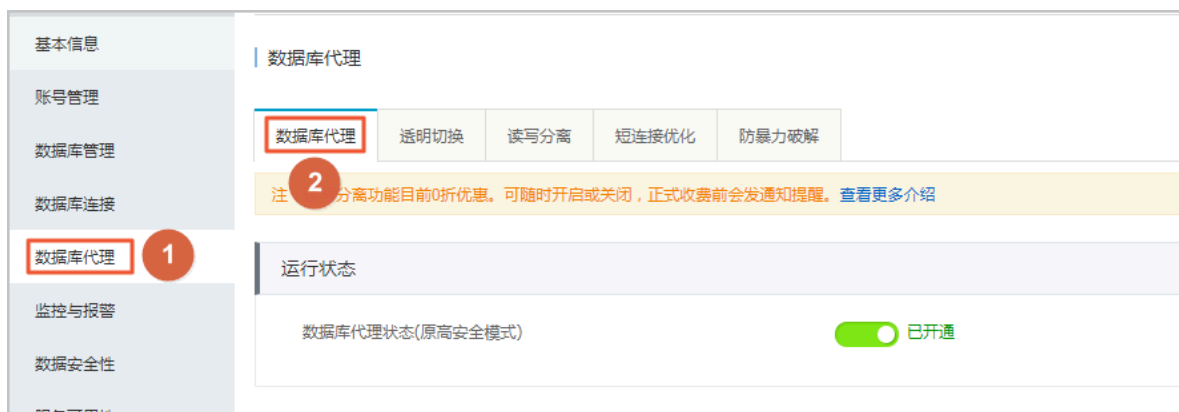 基本信息
账号管理
数据库管理
数据库连接
数据库代理
1
监控与报警
数据安全性
数据库代理
数据库代理
透明切换
读写分离
短连接优化
防暴力破解
2
注 分离功能目前0折优惠。可随时开启或关闭，正式收费前会发通知提醒。查看更多介绍
运行状态
数据库代理状态(原高安全模式)
已开通